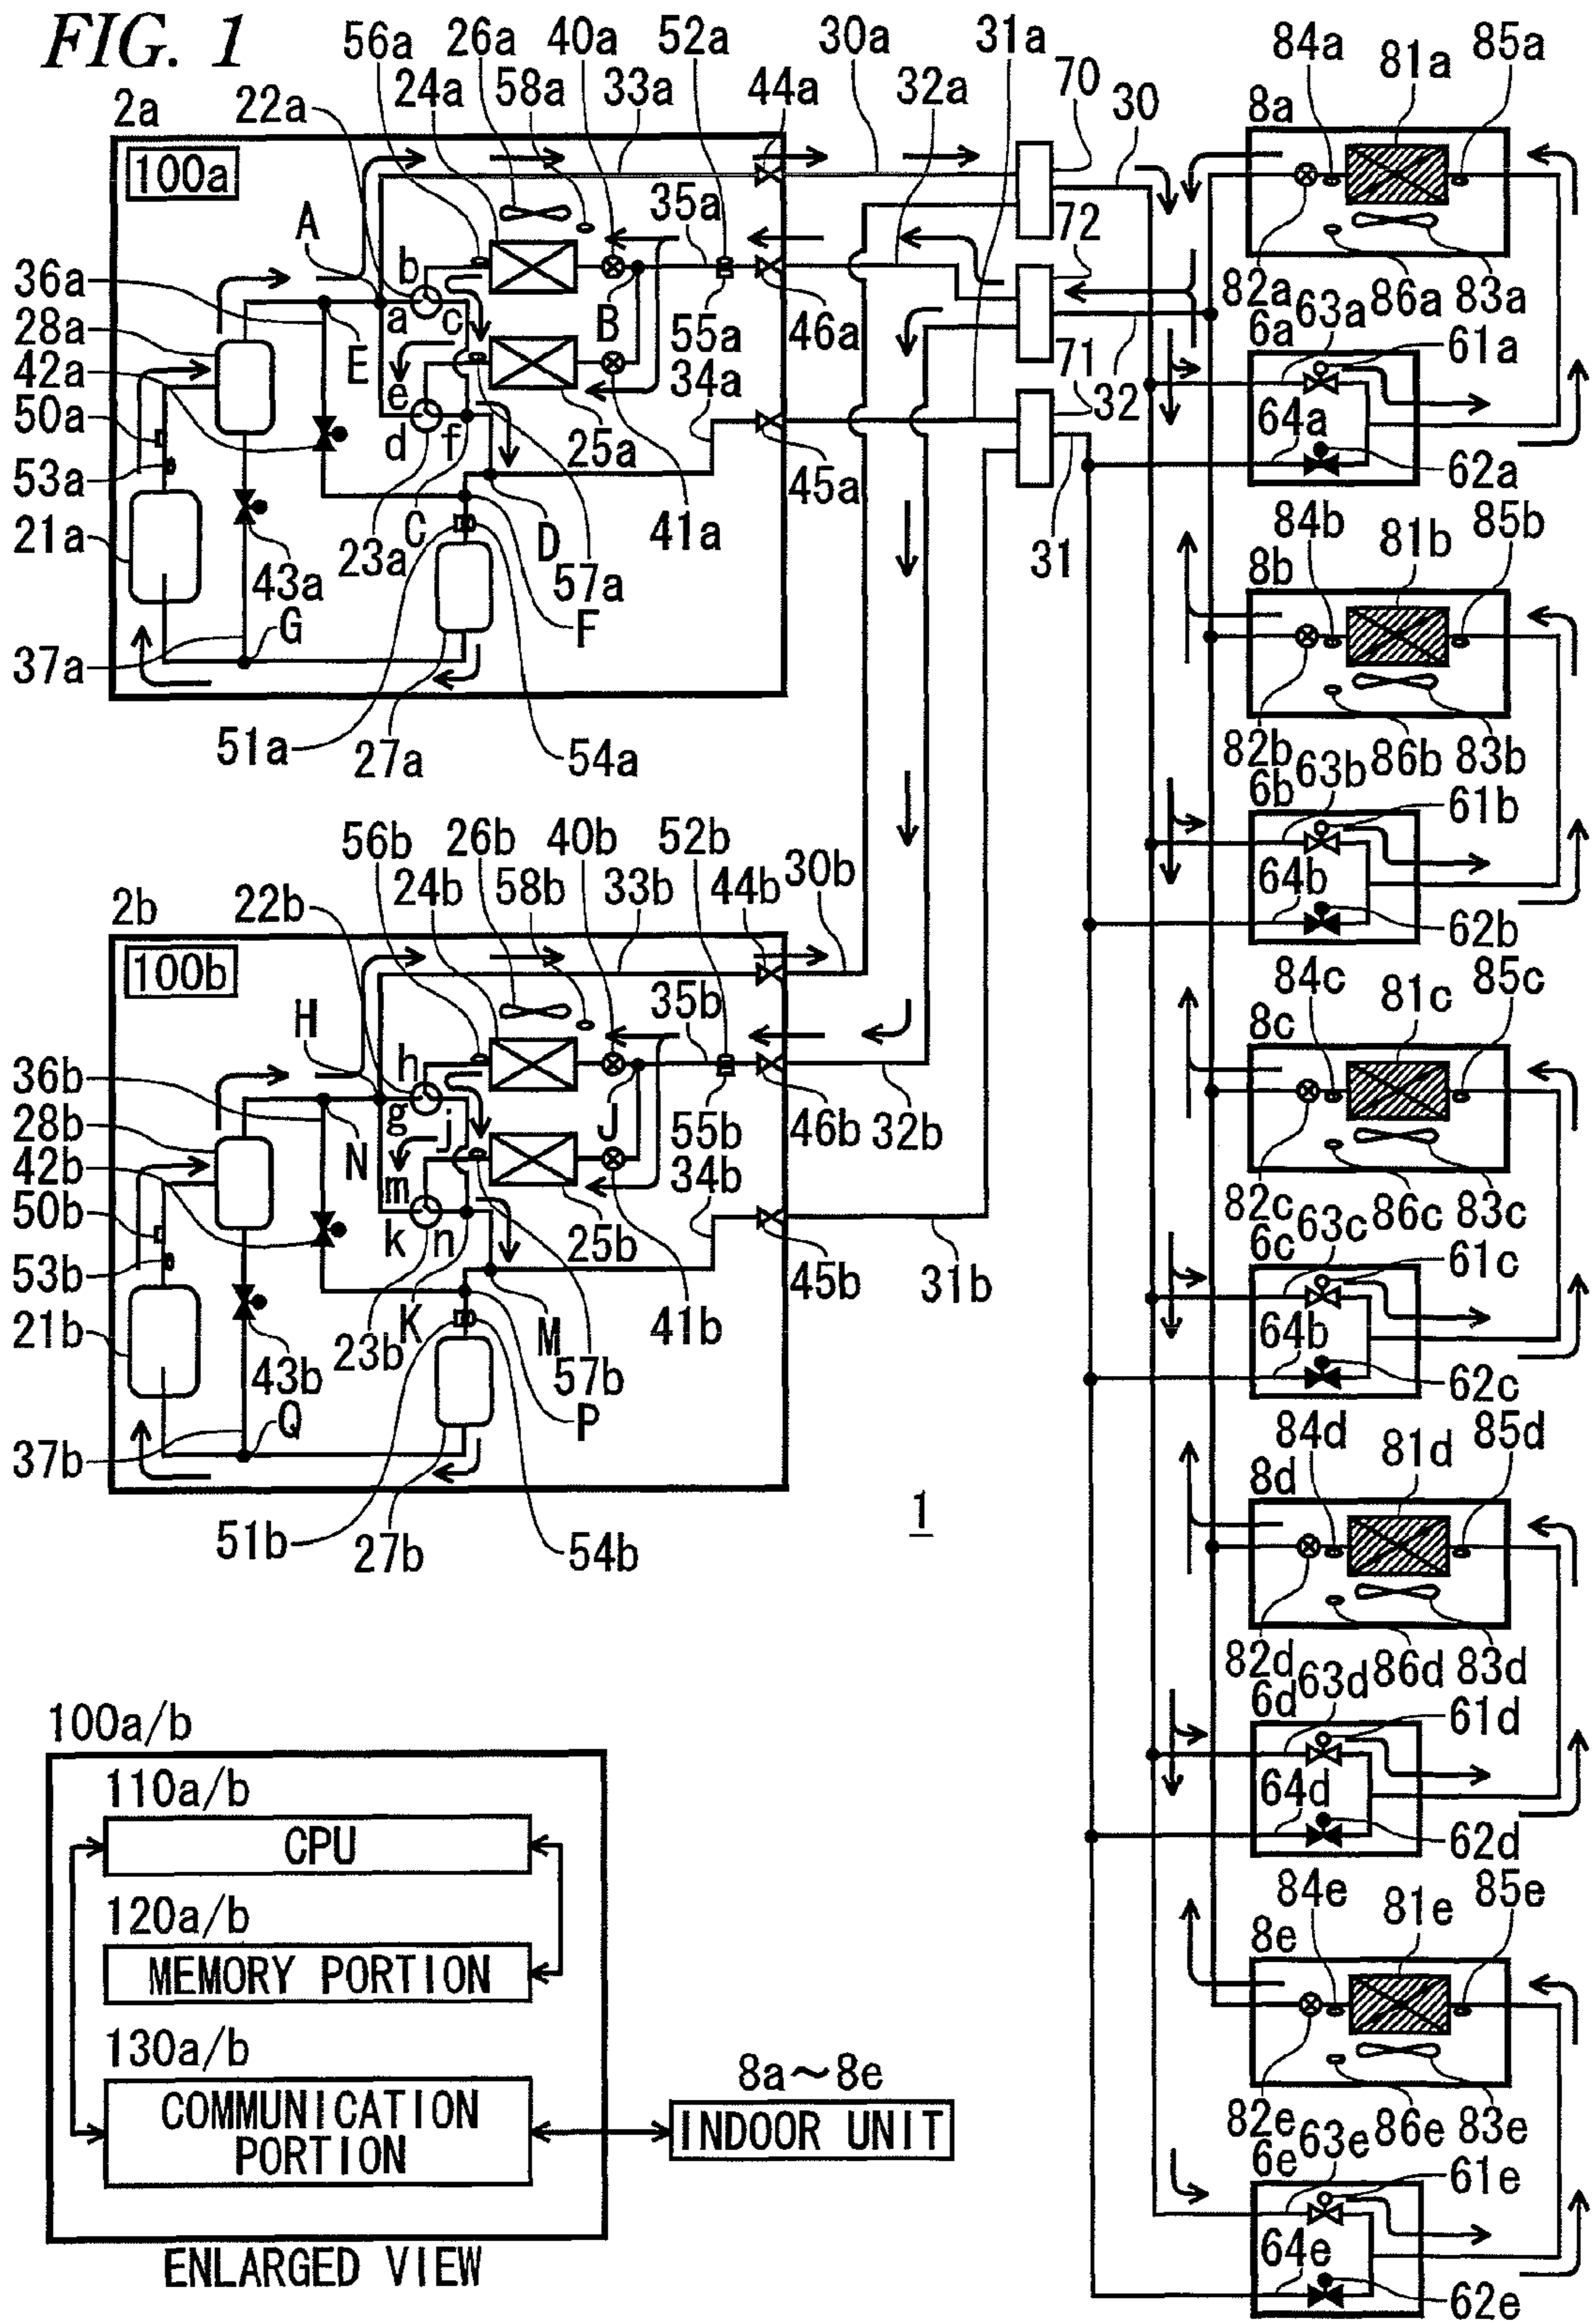 FIG. 1
56a 26a 40a 52a 30a 31a 84a 81a 85a
22a 24a 58a 33a 44a 32a 70 30
2a 8a
100a
A 35a 72
36a b
28a a c B 55a 46a 82a 63a 86a 83a
42a E 34a 71 6a 61a
50a e 32 64a
53a d f 25a 45a 62a
21a C D 41a 31 84b 81b 85b
43a 23a 57a 8b
G F
37a
51a 27a 54a 82b 63b 86b 83b
6b 61b
56b 26b 40b 52b 30b 64b
22b 24b 58b 33b 44b 62b
2b 84c 81c 85c
100b 8c
H 35b
36b h
28b g j J 55b 46b 32b
42b N 82c 63c 86c 83c
50b m 34b 6c 61c
53b k n 25b 45b 31b 64b
21b K M 41b 62c
43b 23b 57b 84d 81d 85d
Q P 8d
37b
51b 27b 54b 1
82d 63d 86d 83d
6d 61d
100a/b 64d
110a/b 62d
CPU 84e 81e 85e
120a/b 8e
MEMORY PORTION
130a/b 8a～8e
COMMUNICATION
PORTION
INDOOR UNIT
82e 63e 86e 83e
6e 61e
64e
ENLARGED VIEW
62e